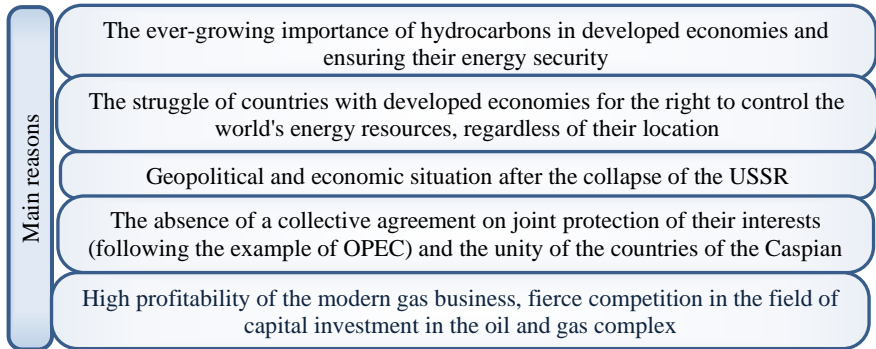 Main reasons
The ever-growing importance of hydrocarbons in developed economies and
ensuring their energy security
The struggle of countries with developed economies for the right to control the
world's energy resources, regardless of their location
Geopolitical and economic situation after the collapse of the USSR
The absence of a collective agreement on joint protection of their interests
(following the example of OPEC) and the unity of the countries of the Caspian
High profitability of the modern gas business, fierce competition in the field of
capital investment in the oil and gas complex